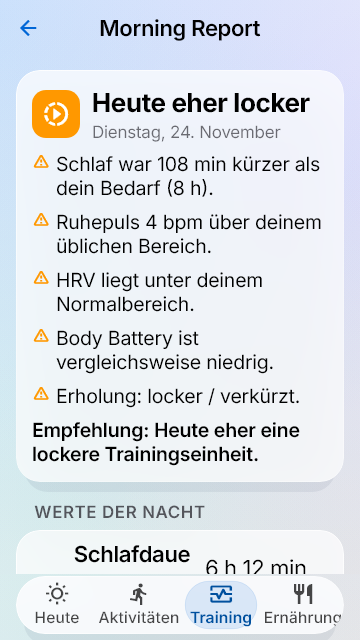 Morning Report
Heute eher locker
Dienstag, 24. November
Schlaf war 108 min kürzer als
dein Bedarf (8 h).
Ruhepuls 4 bpm über deinem
üblichen Bereich.
HRV liegt unter deinem
Normalbereich.
Body Battery ist
vergleichsweise niedrig.
Erholung: locker / verkürzt.
Empfehlung: Heute eher eine
lockere Trainingseinheit.
WERTE DER NACHT
Schlafdaue
6 h 12 min
Heute
Aktivitäten
Training
Ernährung